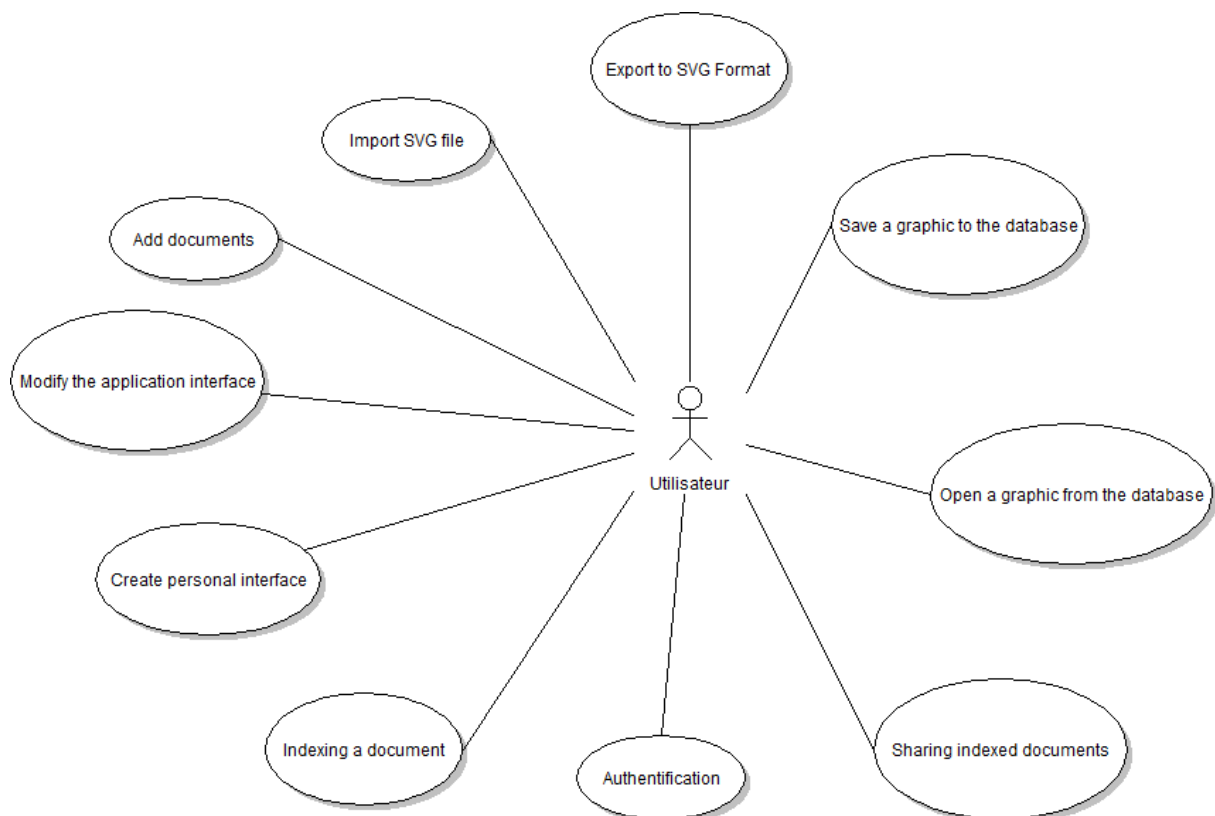 Export to SVG Format
Import SVG file
Save a graphic to the database
Add documents
Modify the application interface
Utilisateur
Open a graphic from the database
Create personal interface
Indexing a document
Sharing indexed documents
Authentification